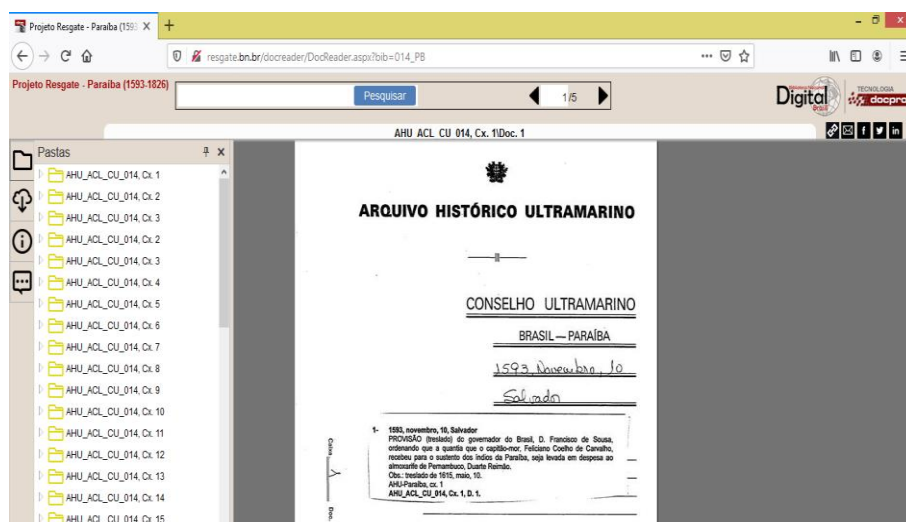 Projeto Resgate - Paraíba (1593
resgate.bn.br/docreader/DocReader.aspx?bib=014_PB
Projeto Resgate - Paraíba (1593-1826)
Pesquisar
1/5
Digital
Brasil
TECNOLOGIA
docpro
AHU_ACL_CU_014, Cx. 1\Doc. 1
Pastas
AHU_ACL_CU_014, Cx. 1
AHU_ACL_CU_014, Cx. 2
AHU_ACL_CU_014, Cx. 3
AHU_ACL_CU_014, Cx. 2
AHU_ACL_CU_014, Cx. 3
AHU_ACL_CU_014, Cx. 4
AHU_ACL_CU_014, Cx. 5
AHU_ACL_CU_014, Cx. 6
AHU_ACL_CU_014, Cx. 7
AHU_ACL_CU_014, Cx. 8
AHU_ACL_CU_014, Cx. 9
AHU_ACL_CU_014, Cx. 10
AHU_ACL_CU_014, Cx. 11
AHU_ACL_CU_014, Cx. 12
AHU_ACL_CU_014, Cx. 13
AHU_ACL_CU_014, Cx. 14
AHU_ACL_CU_014, Cx. 15
ARQUIVO HISTÓRICO ULTRAMARINO
CONSELHO ULTRAMARINO
BRASIL — PARAÍBA
1593, Novembro, 10
Salvador
1- 1593, novembro, 10, Salvador
PROVISÃO (treslado) do governador do Brasil, D. Francisco de Sousa,
ordenando que a quantia que o capitão-mor, Feliciano Coelho de Carvalho,
recebeu para o sustento dos índios da Paraíba, seja levada em despesa ao
almoxarife de Pernambuco, Duarte Reimão.
Obs.: treslado de 1615, maio, 10.
AHU-Paraíba, cx. 1
AHU_ACL_CU_014, Cx. 1, D. 1.
Caixa
Doc.